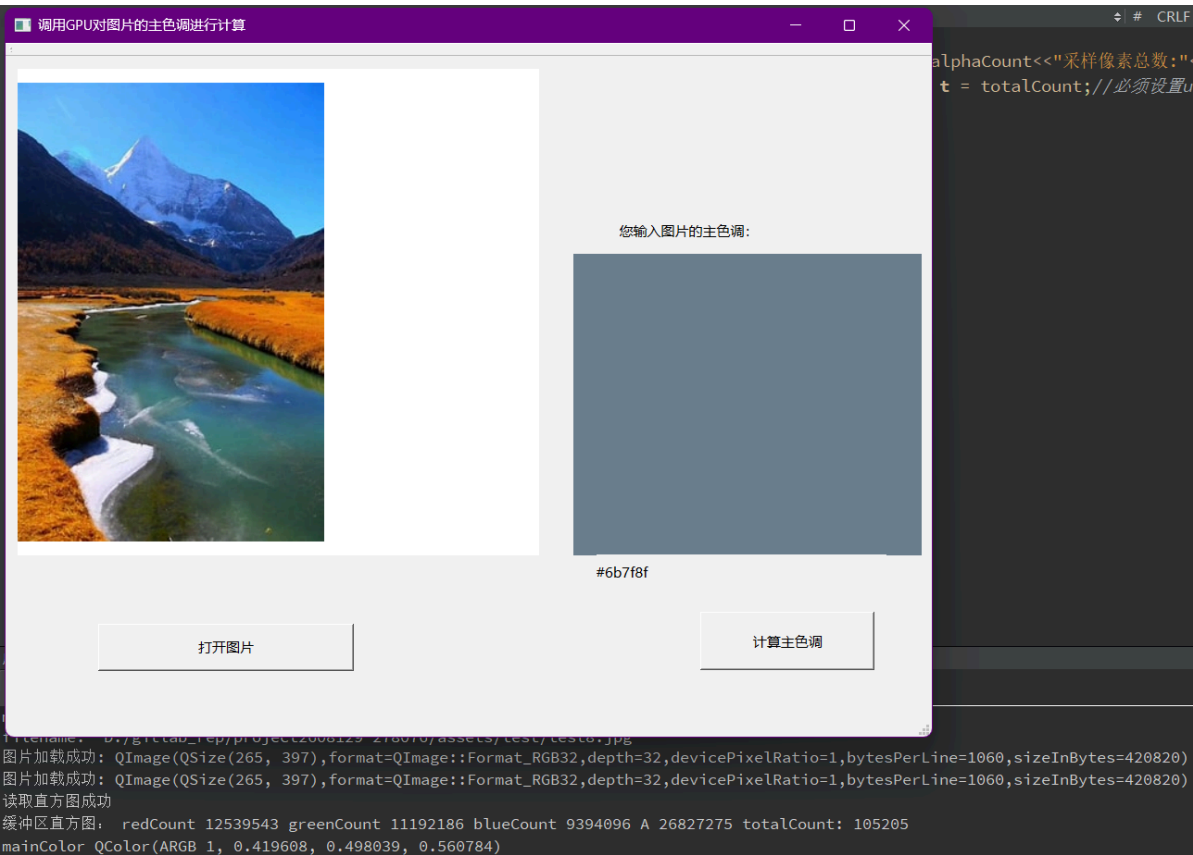 调用GPU对图片的主色调进行计算
# CRLF
alphaCount<<"采样像素总数:"
t = totalCount;//必须设置u
您输入图片的主色调:
#6b7f8f
打开图片
计算主色调
图片加载成功: QImage(QSize(265, 397),format=QImage::Format_RGB32,depth=32,devicePixelRatio=1,bytesPerLine=1060,sizeInBytes=420820)
图片加载成功: QImage(QSize(265, 397),format=QImage::Format_RGB32,depth=32,devicePixelRatio=1,bytesPerLine=1060,sizeInBytes=420820)
读取直方图成功
缓冲区直方图: redCount 12539543 greenCount 11192186 blueCount 9394096 A 26827275 totalCount: 105205
mainColor QColor(ARGB 1, 0.419608, 0.498039, 0.560784)